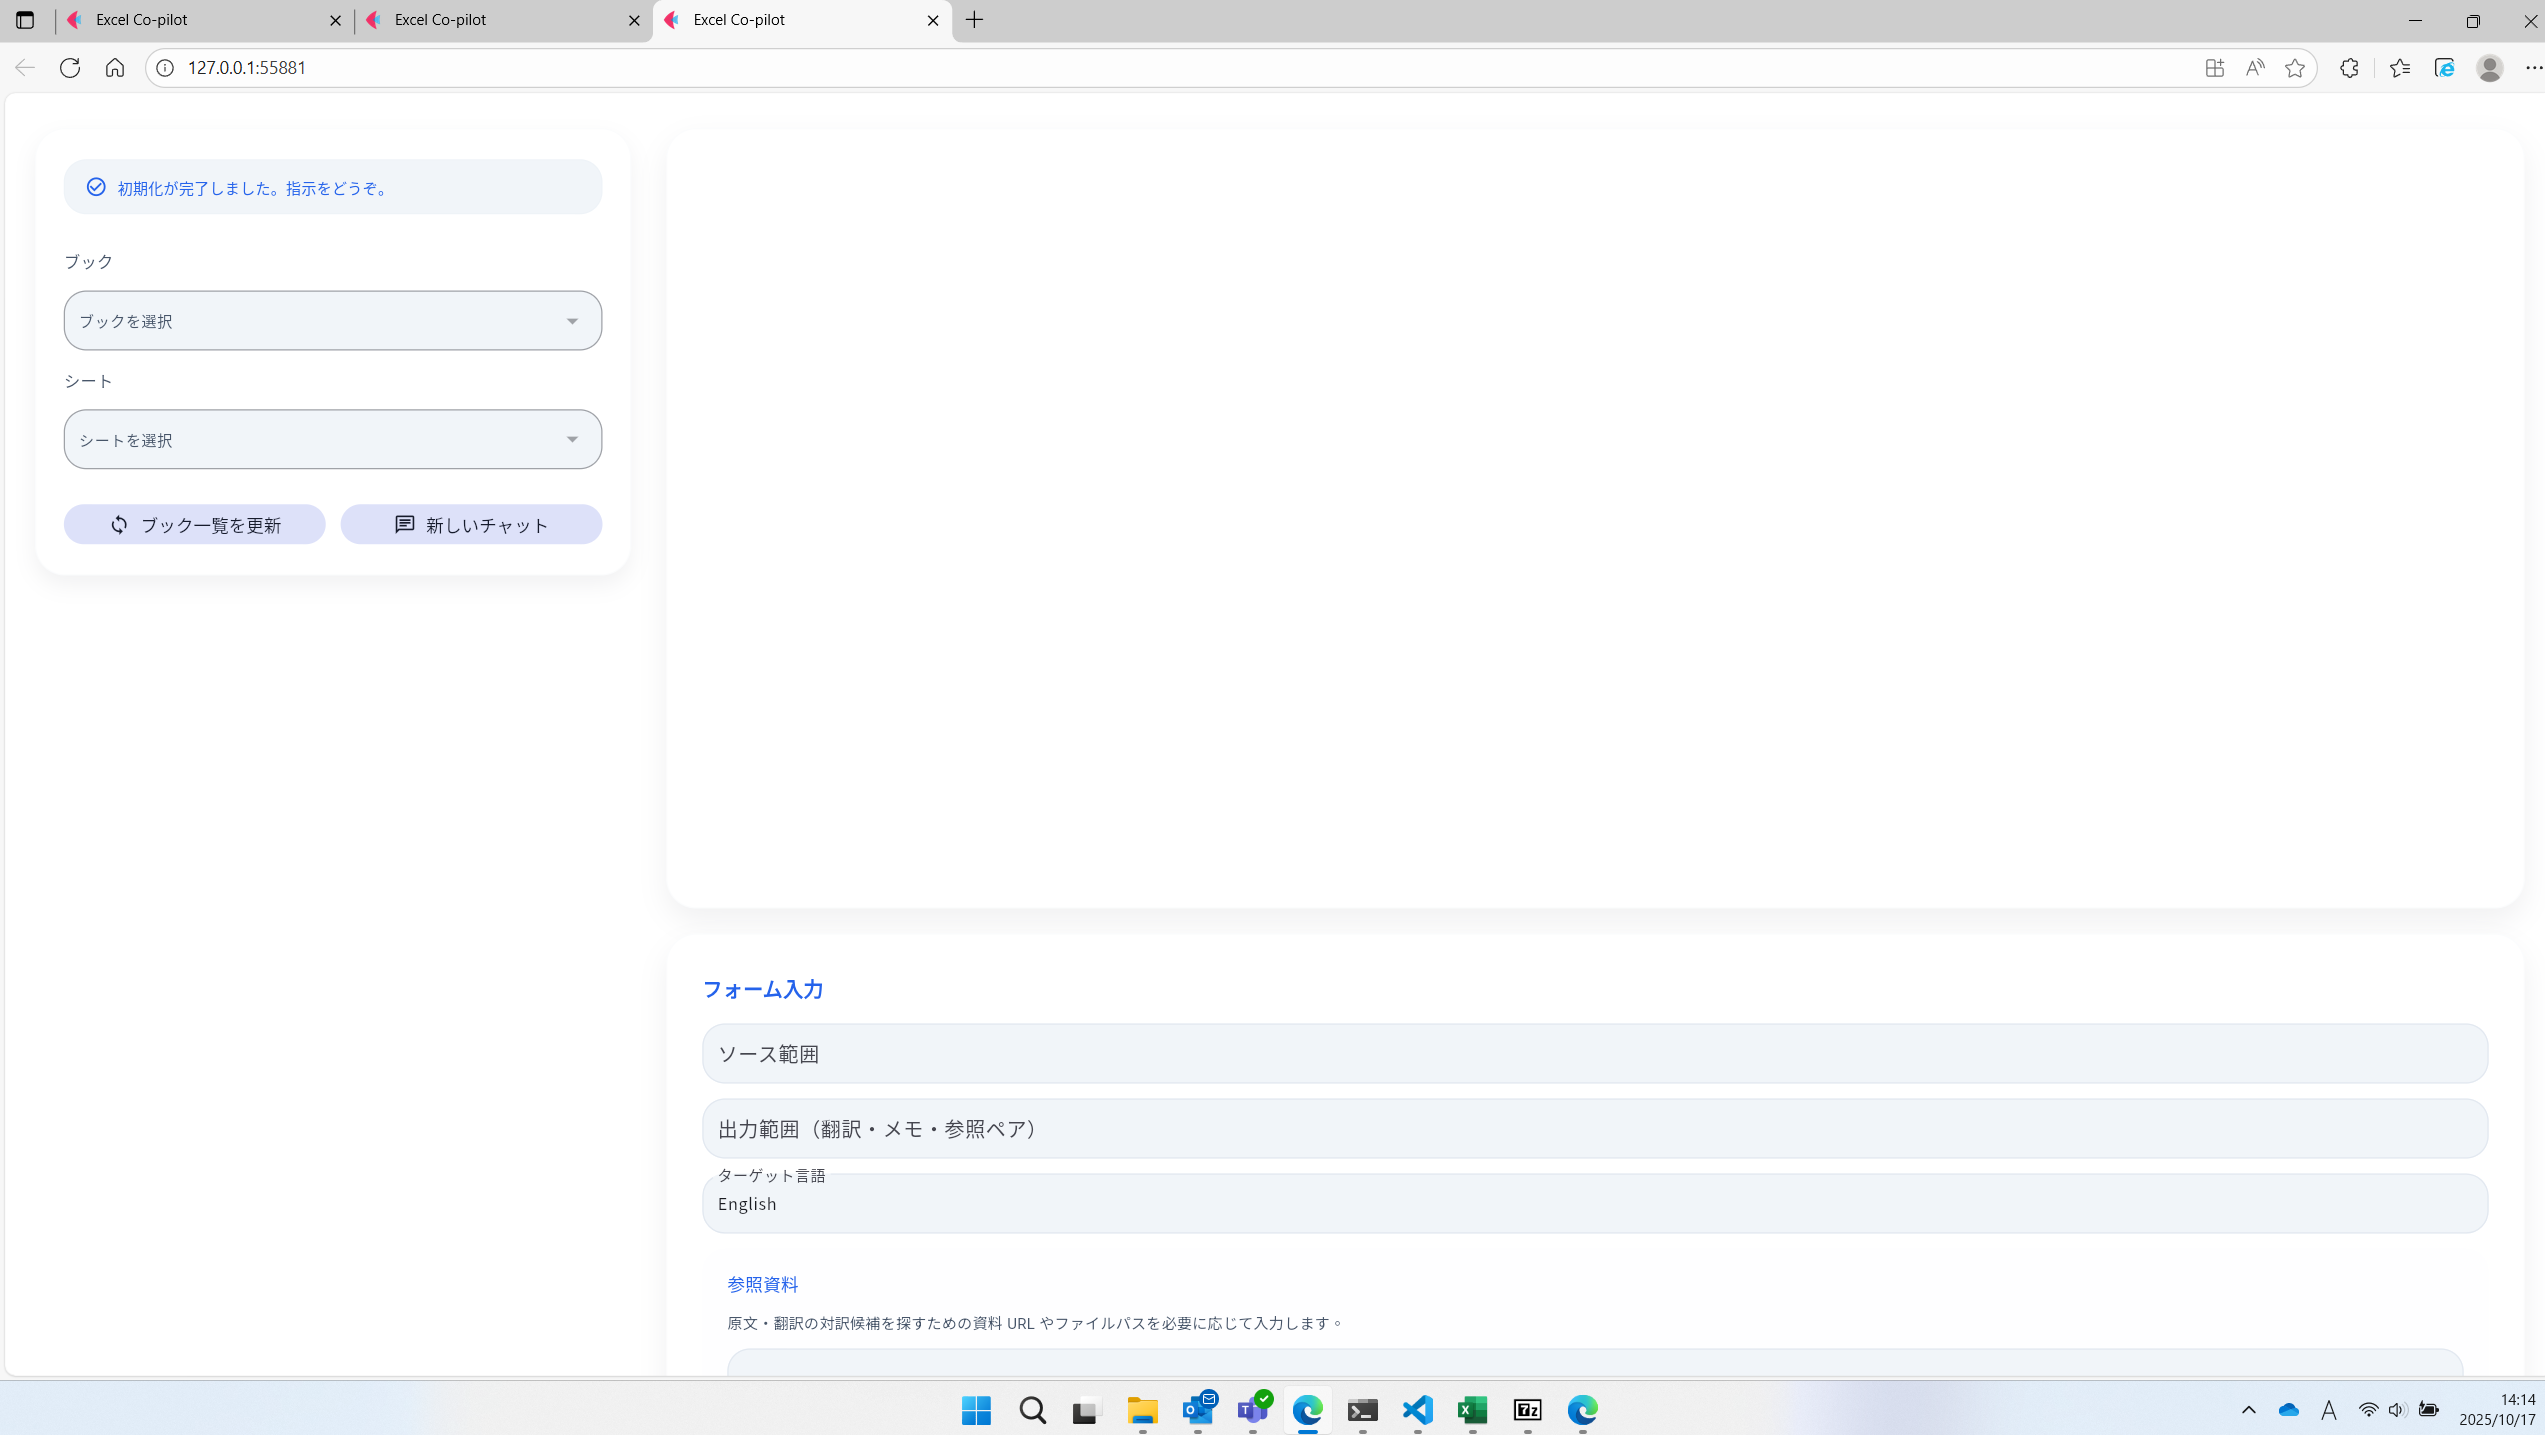 Excel Co-pilot
Excel Co-pilot
Excel Co-pilot
127.0.0.1:55881
初期化が完了しました。指示をどうぞ。
ブック
ブックを選択
シート
シートを選択
ブック一覧を更新
新しいチャット
フォーム入力
ソース範囲
出力範囲（翻訳・メモ・参照ペア）
ターゲット言語
English
参照資料
原文・翻訳の対訳候補を探すための資料 URL やファイルパスを必要に応じて入力します。
14:14
2025/10/17